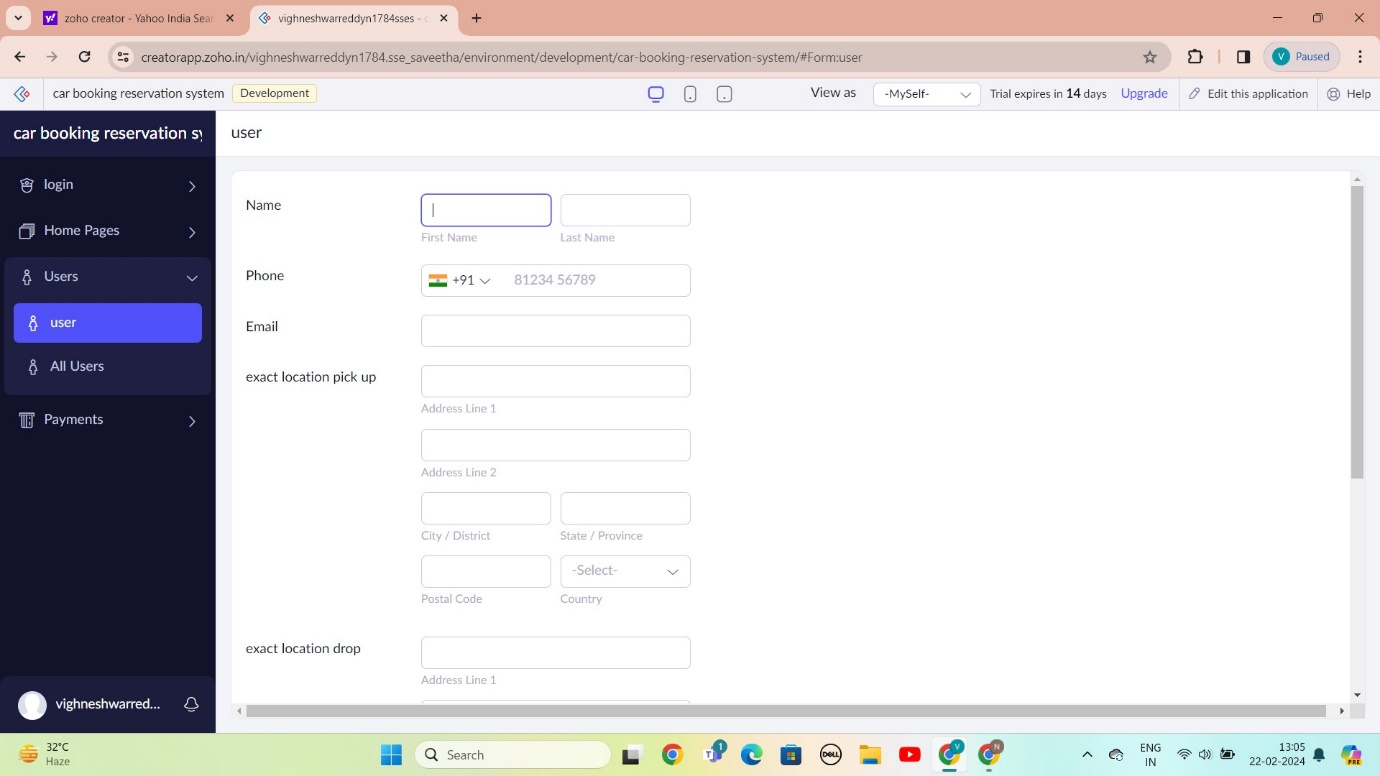 zoho creator - Yahoo India Sear
vighneshwarreddyn1784sses - c
creatorapp.zoho.in/vighneshwarreddyn1784.sse_saveetha/environment/development/car-booking-reservation-system/#Form:user
V Paused
car booking reservation system Development View as -MySelf- Trial expires in 14 days Upgrade Edit this application Help
car booking reservation sy
user
login
Home Pages
Users
user
All Users
Payments
Name
First Name Last Name
Phone +91 81234 56789
Email
exact location pick up
Address Line 1
Address Line 2
City / District State / Province
-Select-
Postal Code Country
exact location drop
Address Line 1
vighneshwarred...
32°C
Haze
Search
1
DELL
V
N
ENG
IN
13:05
22-02-2024
PRE